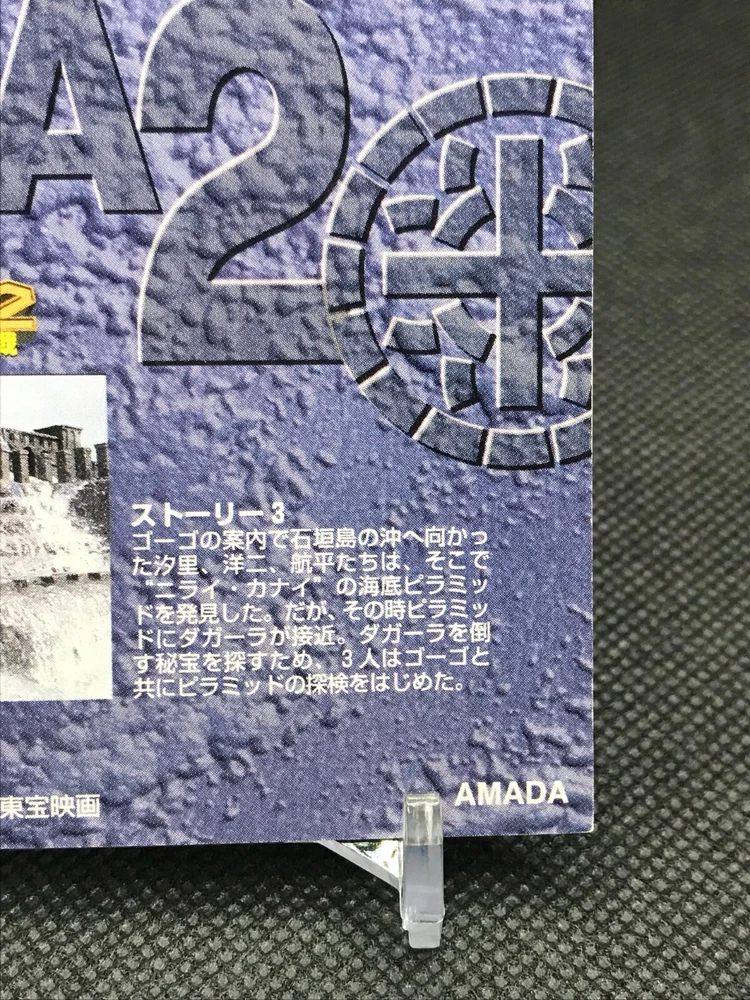 A2
ストーリー3
ゴーゴの案内で石垣島の沖へ向かっ
た汐里、洋二、航平たちは、そこで
“ニライ・カナイ”の海底ピラミッ
ドを発見した。だが、その時ピラミッ
ドにダガーラが接近。ダガーラを倒
す秘宝を探すため、3人はゴーゴと
共にピラミッドの探検をはじめた。
東宝映画
AMADA